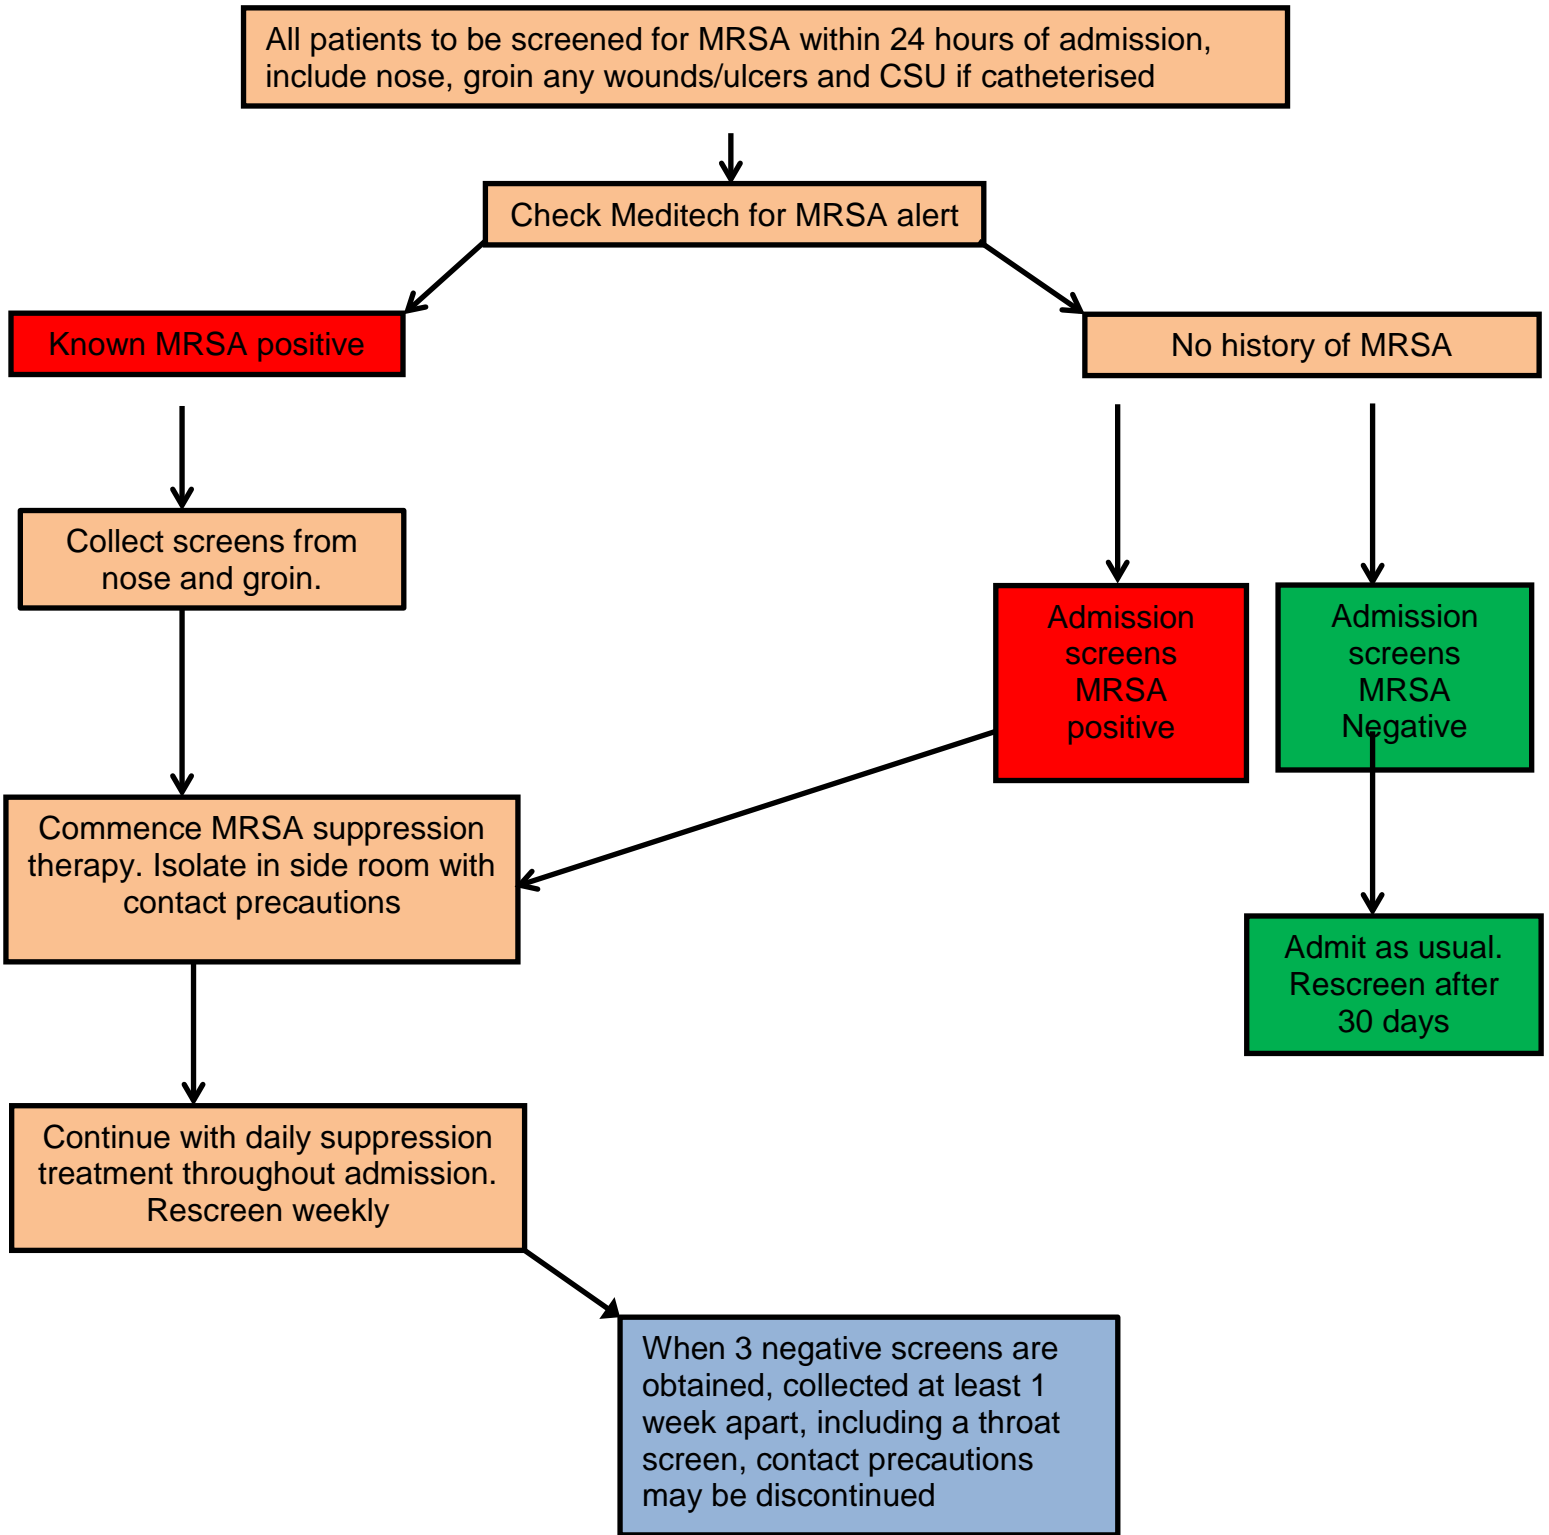 All patients to be screened for MRSA within 24 hours of admission,
include nose, groin any wounds/ulcers and CSU if catheterised
Check Meditech for MRSA alert
Known MRSA positive
No history of MRSA
Collect screens from
nose and groin.
Admission
screens
MRSA
positive
Admission
screens
MRSA
Negative
Commence MRSA suppression
therapy. Isolate in side room with
contact precautions
Admit as usual.
Rescreen after
30 days
Continue with daily suppression
treatment throughout admission.
Rescreen weekly
When 3 negative screens are
obtained, collected at least 1
week apart, including a throat
screen, contact precautions
may be discontinued